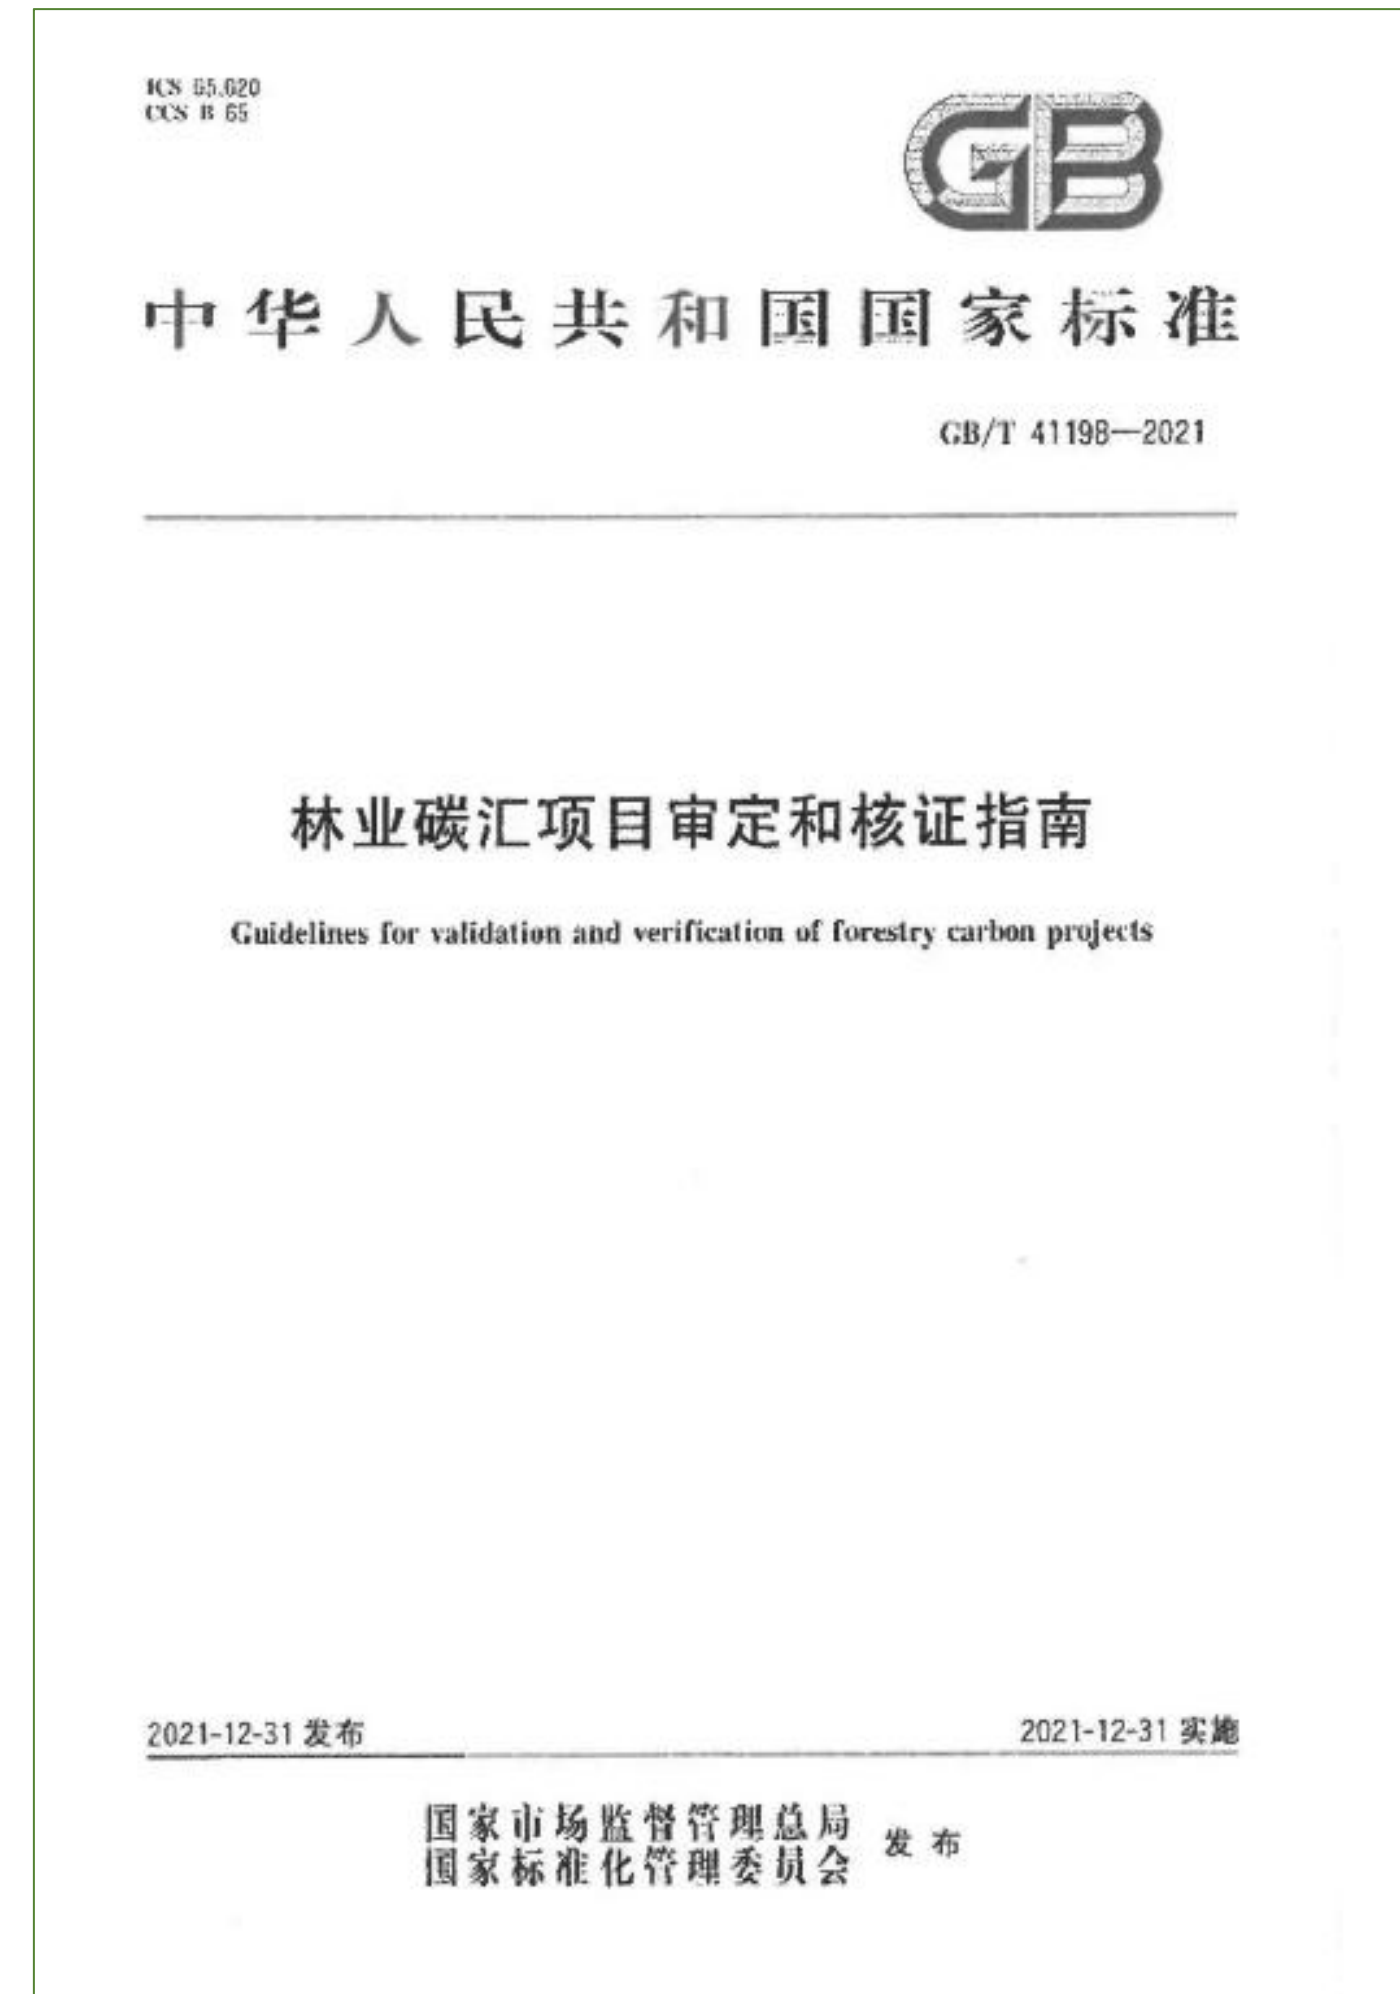 ICS 65.020
CCS B 65
GB
中华人民共和国国家标准
GB/T 41198—2021
林业碳汇项目审定和核证指南
Guidelines for validation and verification of forestry carbon projects
2021-12-31 发布
2021-12-31 实施
国家市场监督管理总局
国家标准化管理委员会
发布